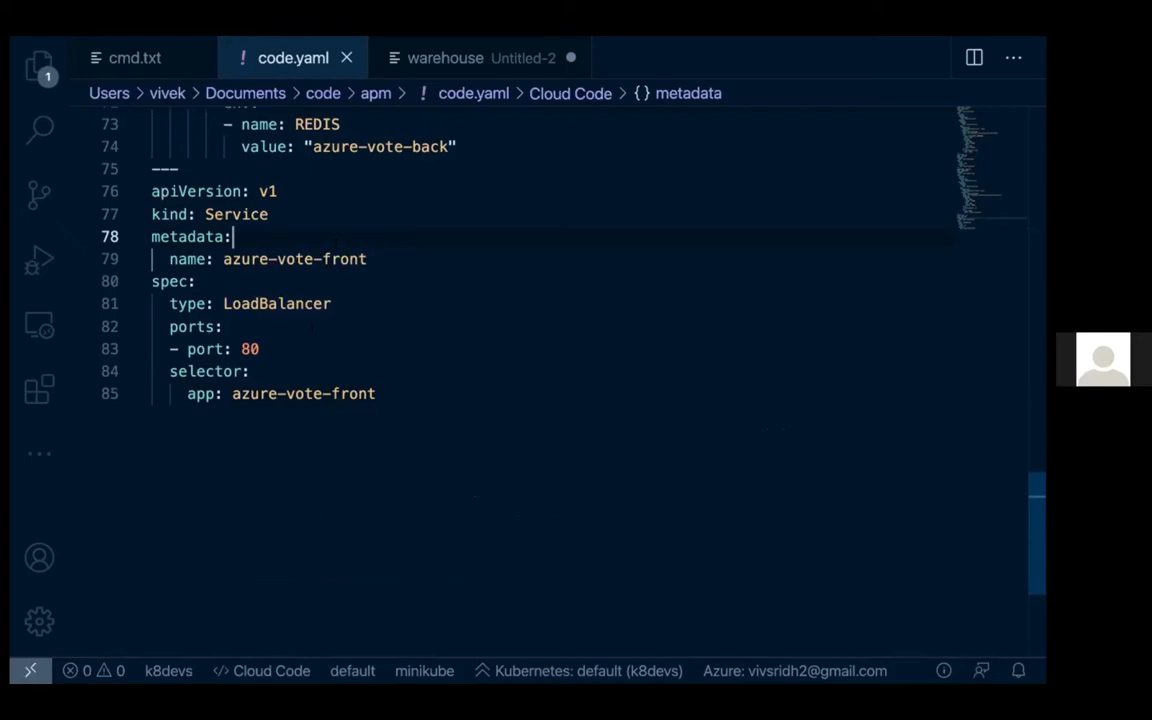 cmd.txt ! code.yaml × warehouse Untitled-2 ●
1
Users > vivek > Documents > code > apm > ! code.yaml > Cloud Code > {} metadata
73 - name: REDIS
74 value: "azure-vote-back"
75 ---
76 apiVersion: v1
77 kind: Service
78 metadata:
79 name: azure-vote-front
80 spec:
81 type: LoadBalancer
82 ports:
83 - port: 80
84 selector:
85 app: azure-vote-front
0 0 k8devs </> Cloud Code default minikube Kubernetes: default (k8devs) Azure: vivsridh2@gmail.com